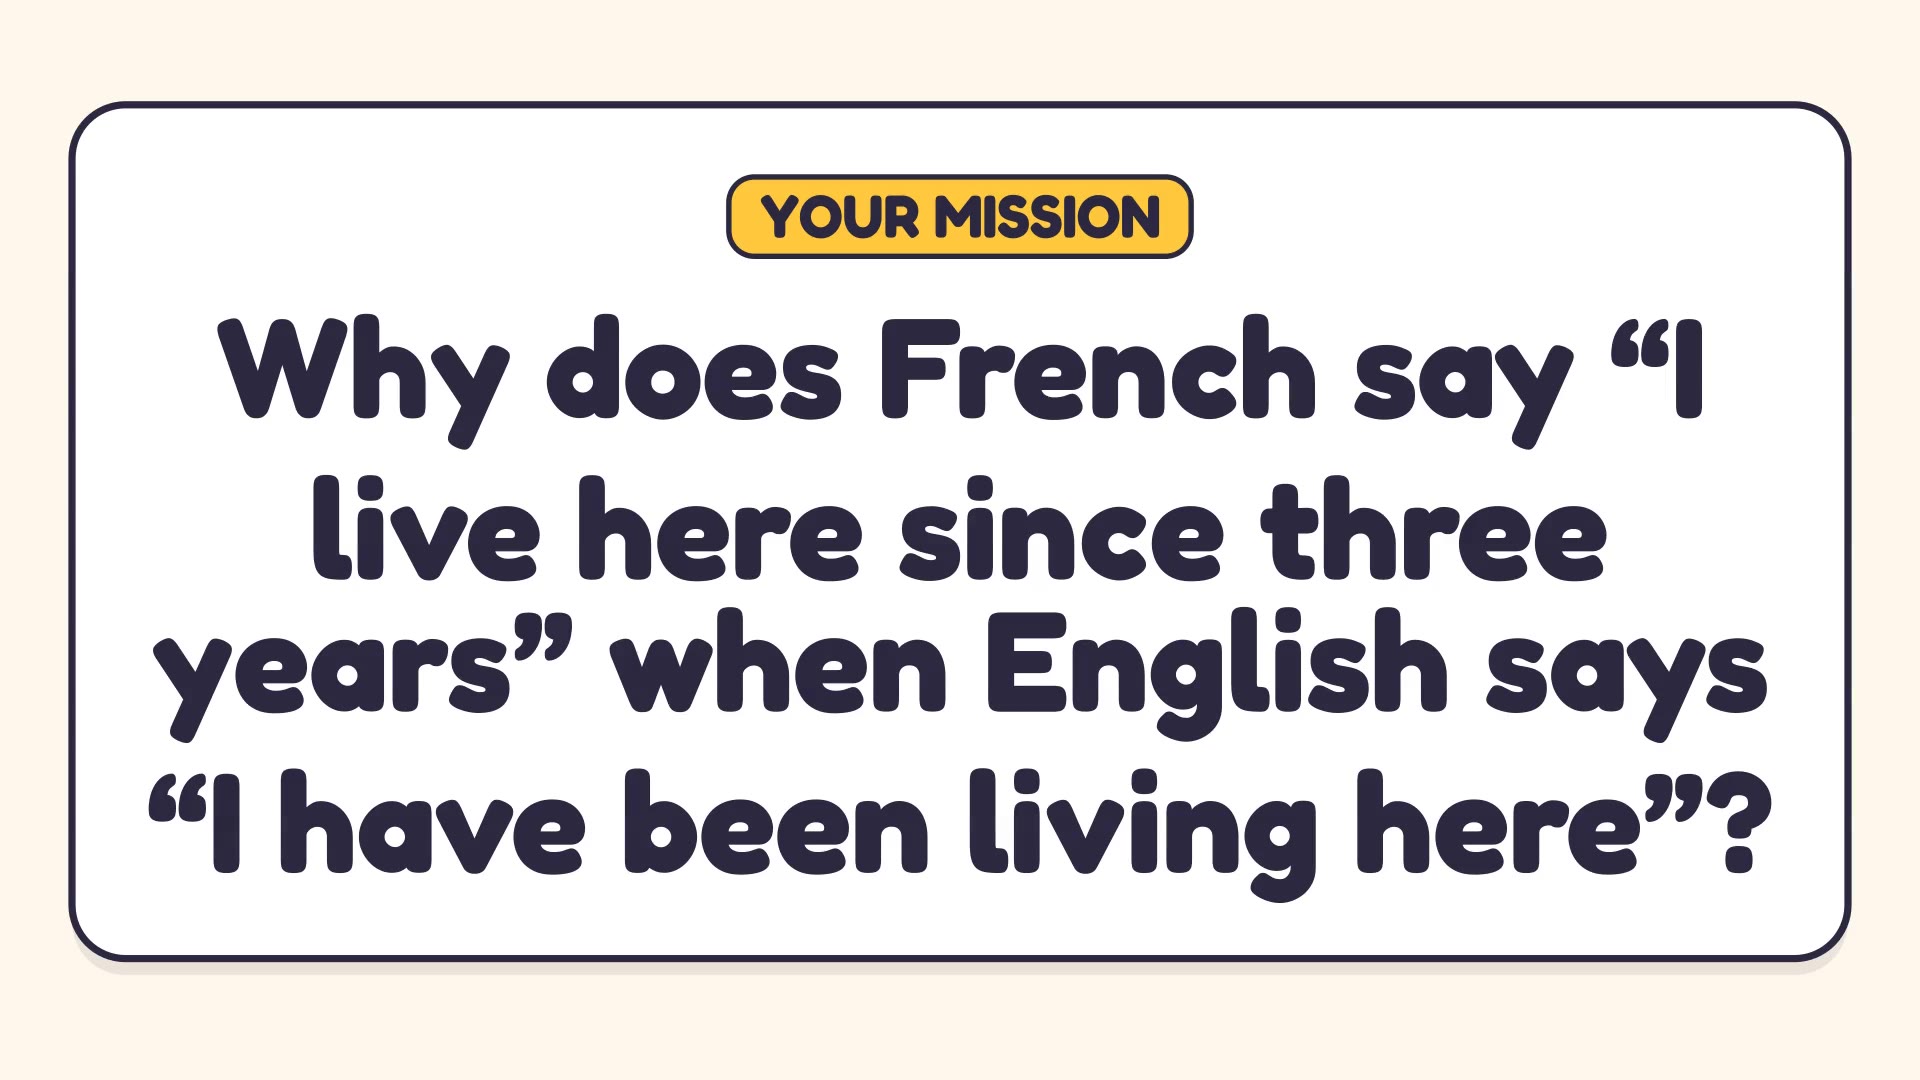 YOUR MISSION
Why does French say “I
live here since three
years” when English says
“I have been living here”?